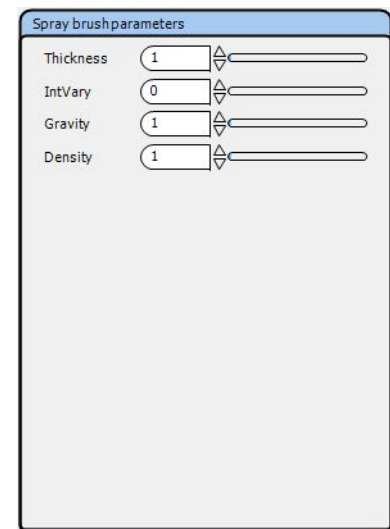 Spray brush parameters
Thickness 1
IntVary 0
Gravity 1
Density 1